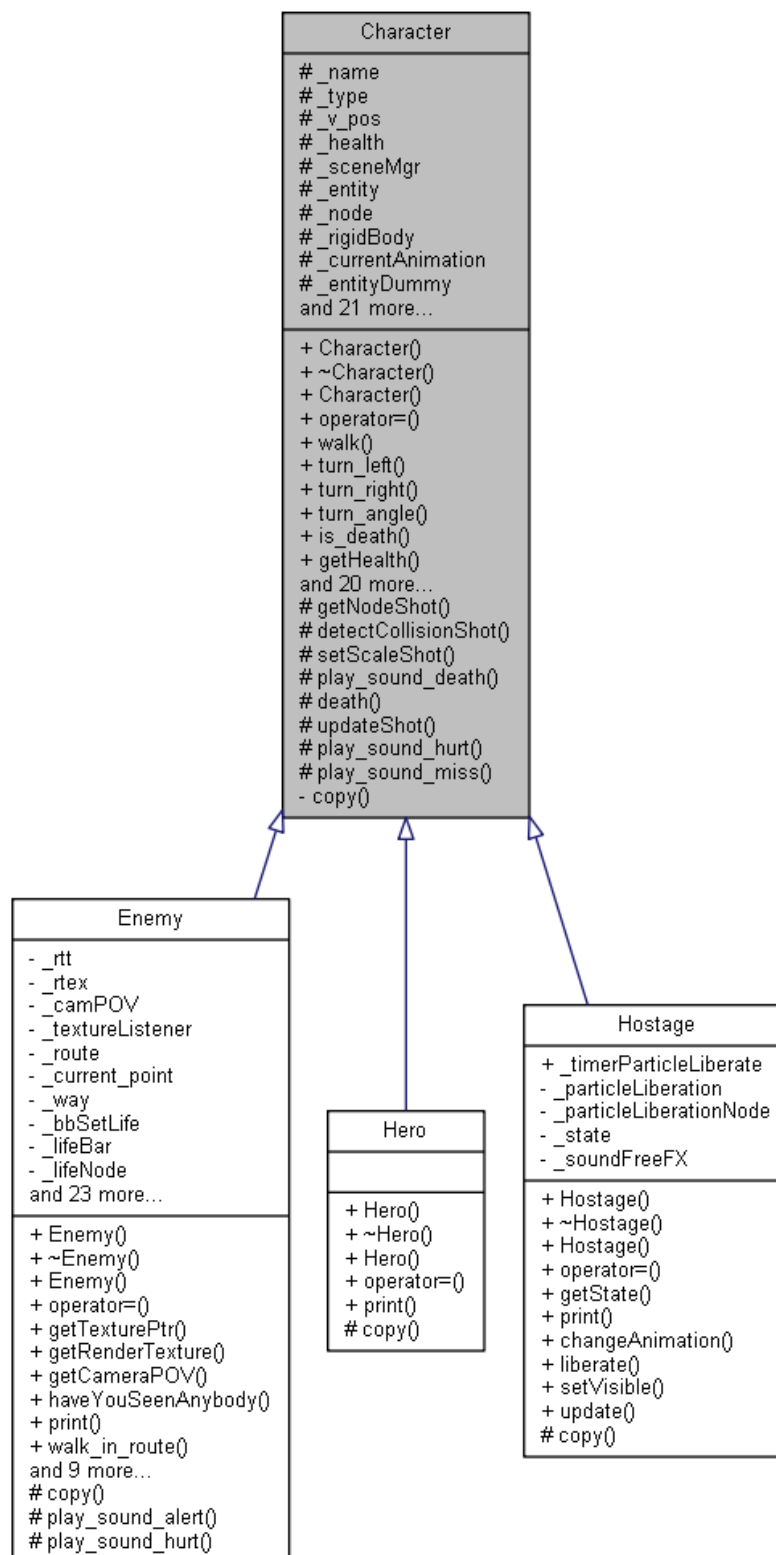 Character
# _name
# _type
# _v_pos
# _health
# _sceneMgr
# _entity
# _node
# _rigidBody
# _currentAnimation
# _entityDummy
and 21 more...
+ Character()
+ ~Character()
+ Character()
+ operator=()
+ walk()
+ turn_left()
+ turn_right()
+ turn_angle()
+ is_death()
+ getHealth()
and 20 more...
# getNodeShot()
# detectCollisionShot()
# setScaleShot()
# play_sound_death()
# death()
# updateShot()
# play_sound_hurt()
# play_sound_miss()
- copy()
Enemy
- _rtt
- _rtex
- _camPOV
- _textureListener
- _route
- _current_point
- _way
- _bbSetLife
- _lifeBar
- _lifeNode
and 23 more...
+ Enemy()
+ ~Enemy()
+ Enemy()
+ operator=()
+ getTexturePtr()
+ getRenderTexture()
+ getCameraPOV()
+ haveYouSeenAnybody()
+ print()
+ walk_in_route()
and 9 more...
# copy()
# play_sound_alert()
# play_sound_hurt()
Hero
+ Hero()
+ ~Hero()
+ Hero()
+ operator=()
+ print()
# copy()
Hostage
+ _timerParticleLiberate
- _particleLiberation
- _particleLiberationNode
- _state
- _soundFreeFX
+ Hostage()
+ ~Hostage()
+ Hostage()
+ operator=()
+ getState()
+ print()
+ changeAnimation()
+ liberate()
+ setVisible()
+ update()
# copy()